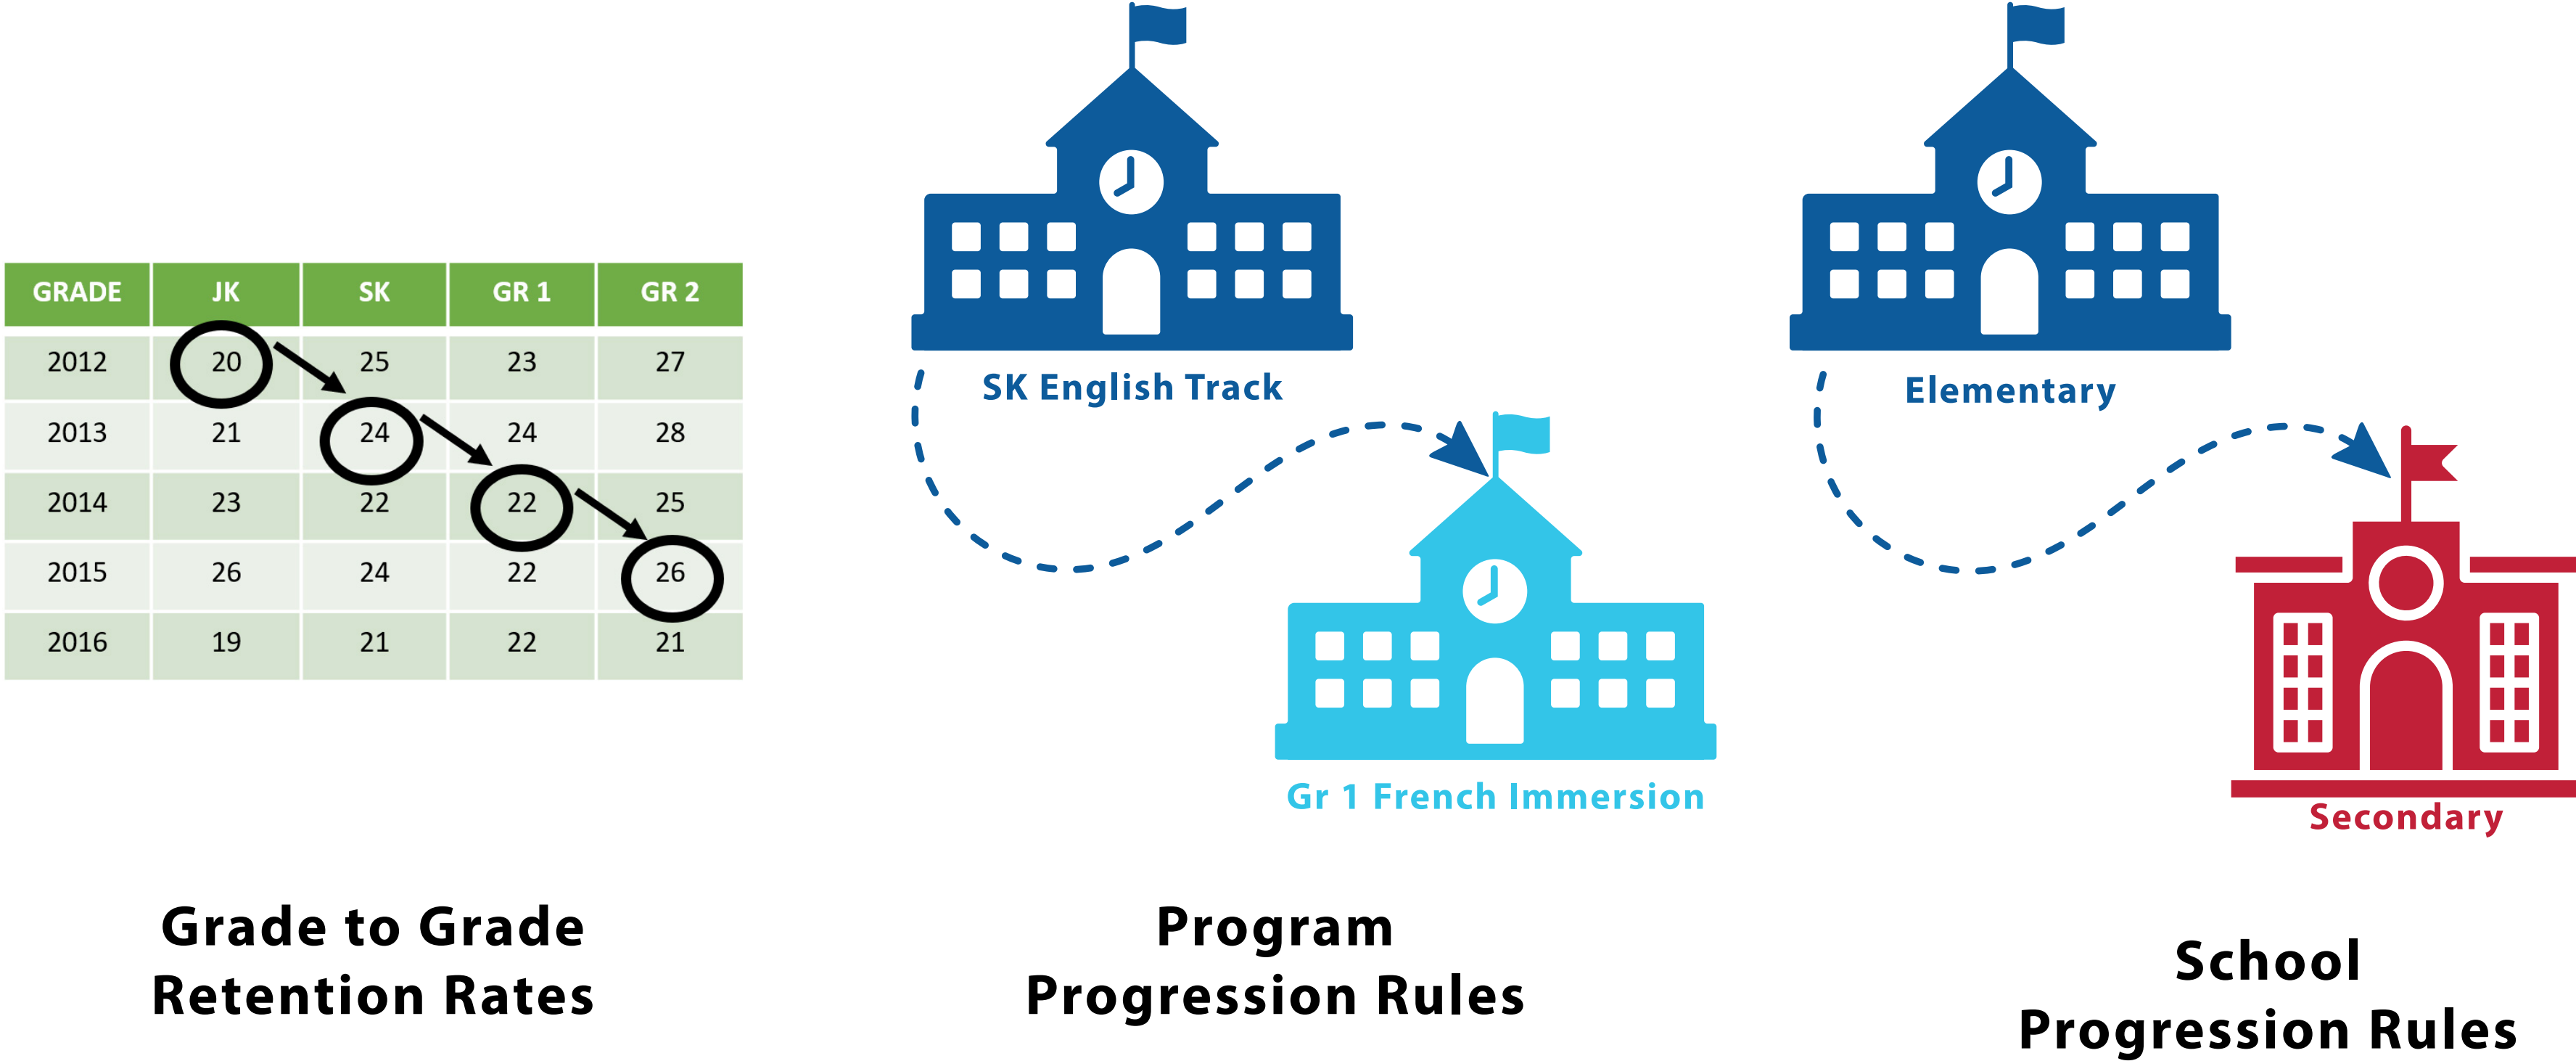 GRADE JK SK GR 1 GR 2
2012 20 25 23 27
2013 21 24 24 28
2014 23 22 22 25
2015 26 24 22 26
2016 19 21 22 21
Grade to Grade
Retention Rates
SK English Track
Gr 1 French Immersion
Program
Progression Rules
Elementary
Secondary
School
Progression Rules